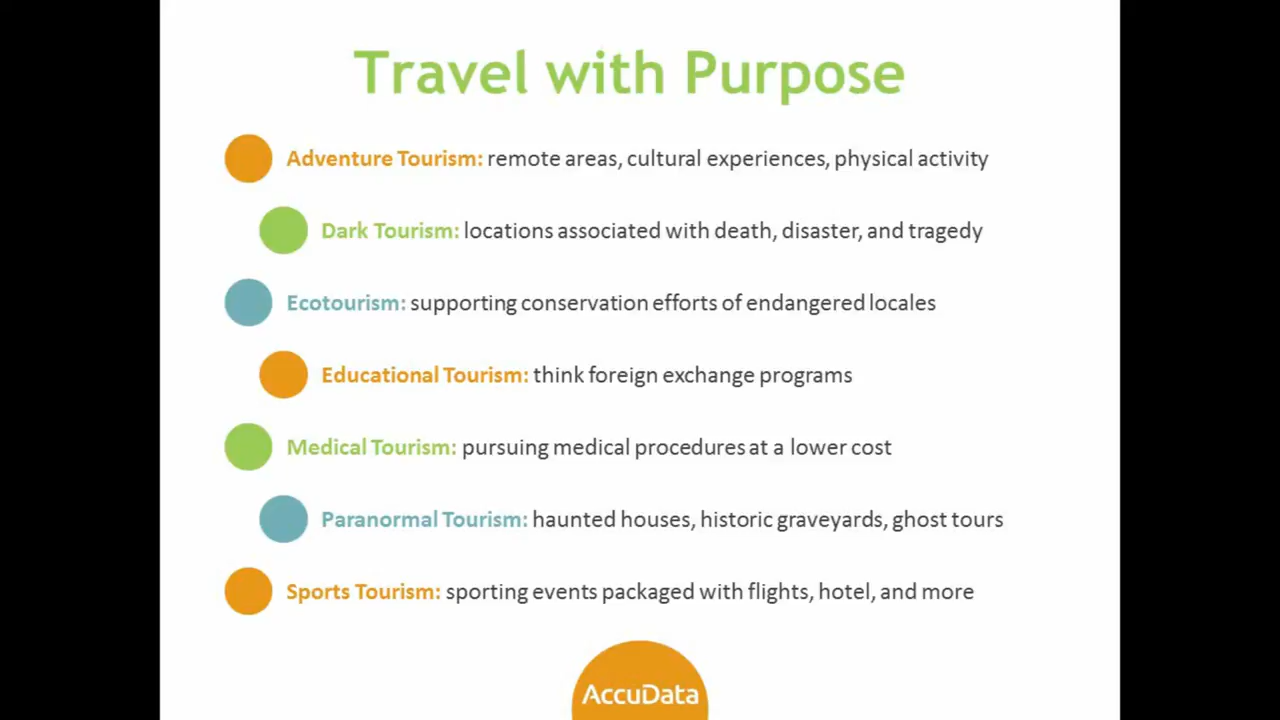 Travel with Purpose
Adventure Tourism: remote areas, cultural experiences, physical activity
Dark Tourism: locations associated with death, disaster, and tragedy
Ecotourism: supporting conservation efforts of endangered locales
Educational Tourism: think foreign exchange programs
Medical Tourism: pursuing medical procedures at a lower cost
Paranormal Tourism: haunted houses, historic graveyards, ghost tours
Sports Tourism: sporting events packaged with flights, hotel, and more
AccuData